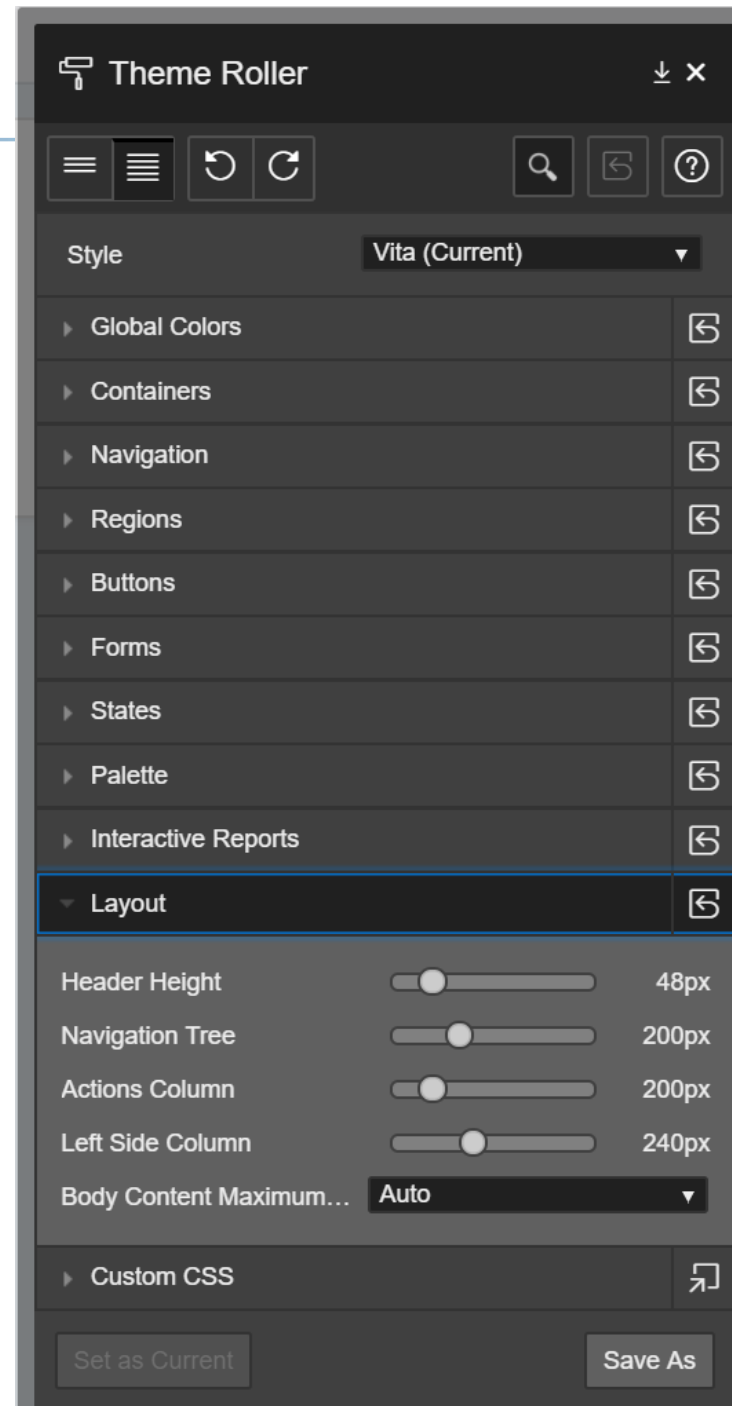 Theme Roller
Style Vita (Current)
Global Colors
Containers
Navigation
Regions
Buttons
Forms
States
Palette
Interactive Reports
Layout
Header Height 48px
Navigation Tree 200px
Actions Column 200px
Left Side Column 240px
Body Content Maximum… Auto
Custom CSS
Set as Current Save As